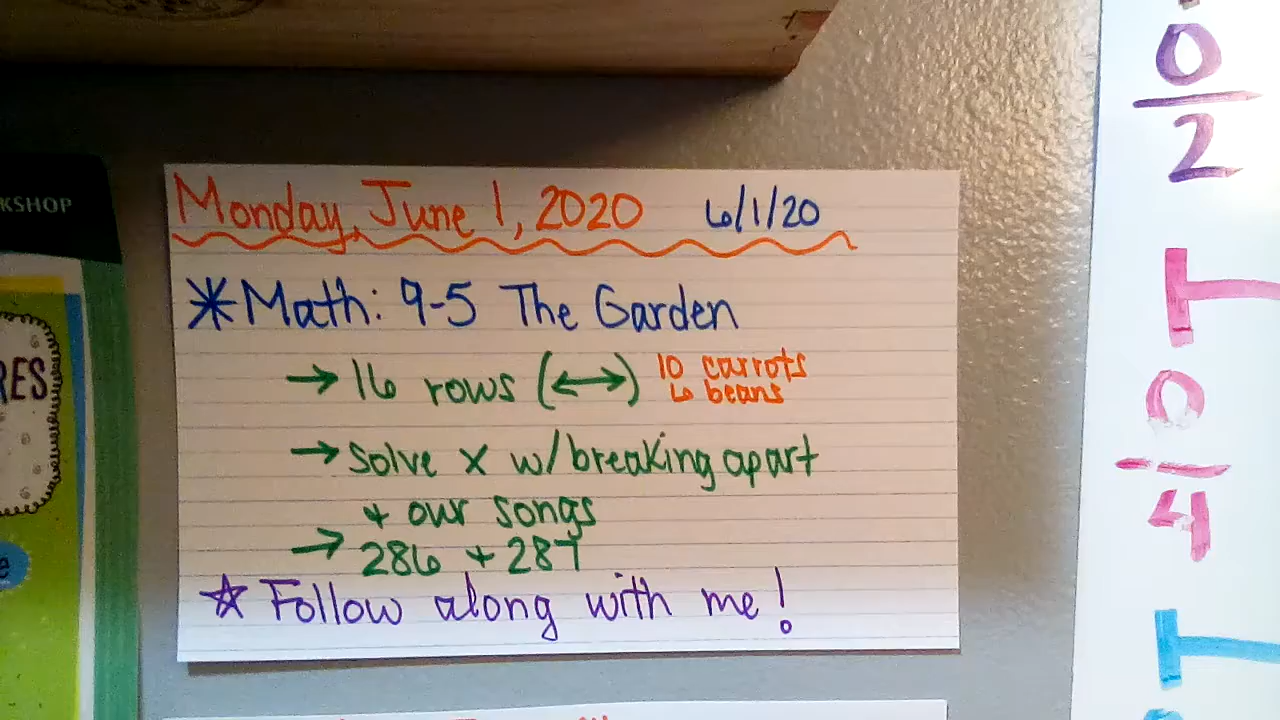 Monday, June 1, 2020 6/1/20
*Math: 9-5 The Garden
→ 16 rows (↔) 10 carrots
6 beans
→ solve x w/breaking apart
+ our songs
→ 286 + 287
☆ Follow along with me!
KSHOP
RES
e
0
2
T
0
4
T